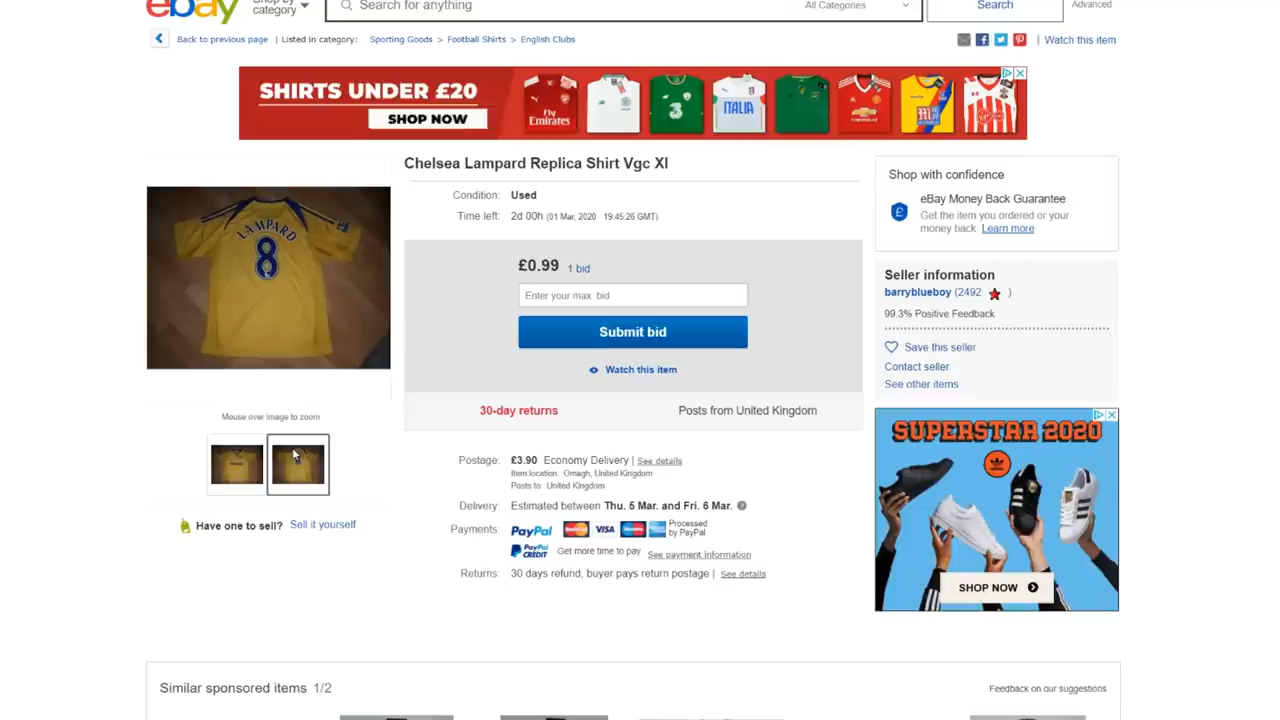 ebay
Shop by
category
Search for anything
All Categories
Search
Advanced
Back to previous page | Listed in category: Sporting Goods > Football Shirts > English Clubs
| Watch this item
SHIRTS UNDER £20
SHOP NOW
Fly
Emirates
3
ITALIA
CHEVROLET
Chelsea Lampard Replica Shirt Vgc Xl
Condition: Used
Time left: 2d 00h (01 Mar, 2020 19:45:26 GMT)
£0.99 1 bid
Enter your max bid
Submit bid
Watch this item
30-day returns
Posts from United Kingdom
LAMPARD
8
Mouse over image to zoom
Have one to sell? Sell it yourself
Postage: £3.90 Economy Delivery | See details
Item location: Omagh, United Kingdom
Posts to: United Kingdom
Delivery: Estimated between Thu. 5 Mar. and Fri. 6 Mar. ?
Payments: PayPal VISA Processed
by PayPal
PayPal
CREDIT Get more time to pay See payment information
Returns: 30 days refund, buyer pays return postage | See details
Shop with confidence
eBay Money Back Guarantee
Get the item you ordered or your
money back Learn more
Seller information
barryblueboy (2492 )
99.3% Positive Feedback
Save this seller
Contact seller
See other items
SUPERSTAR 2020
SHOP NOW
Similar sponsored items 1/2
Feedback on our suggestions